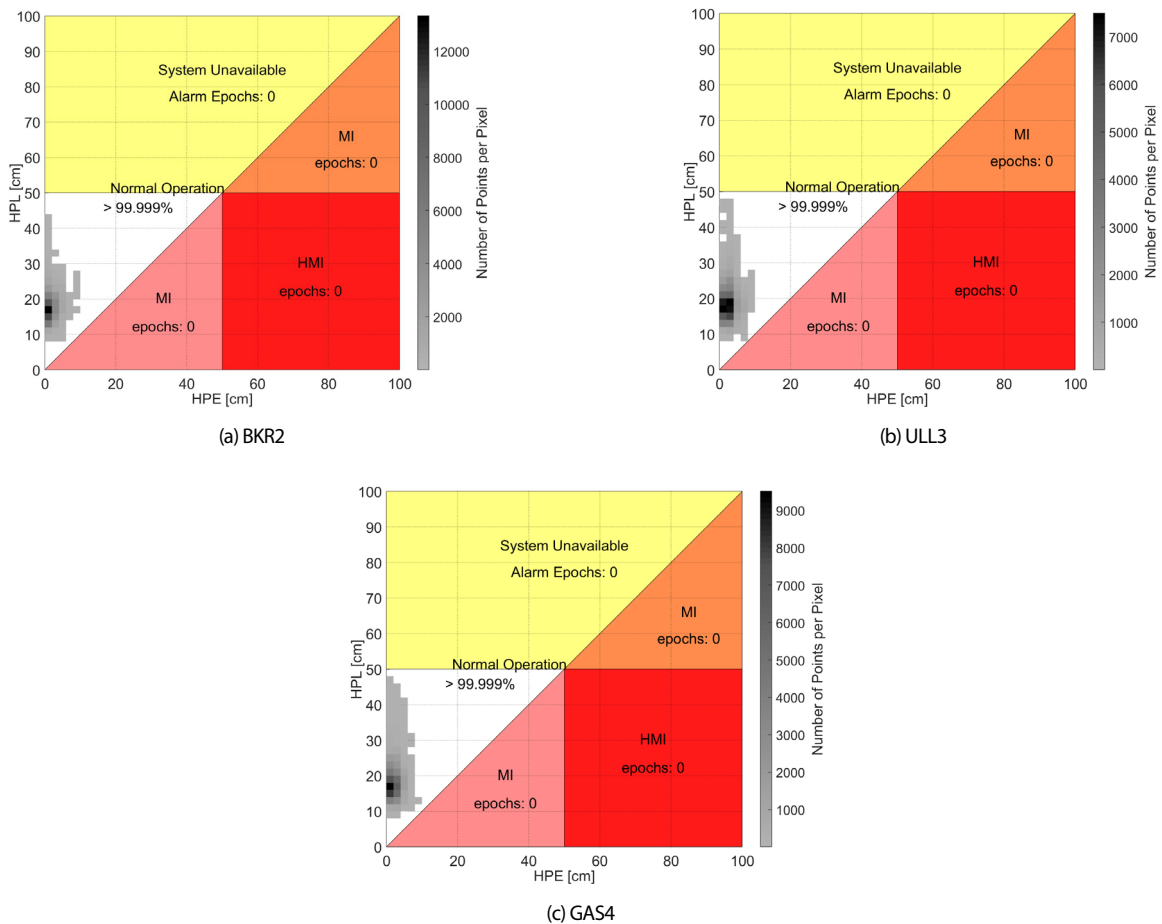 100
90
80
70
60
50
40
30
20
10
0
HPL [cm]
System Unavailable
Alarm Epochs: 0
MI
epochs: 0
Normal Operation
> 99.999%
HMI
epochs: 0
MI
epochs: 0
0 20 40 60 80 100
HPE [cm]
12000
10000
8000
6000
4000
2000
Number of Points per Pixel
(a) BKR2
100
90
80
70
60
50
40
30
20
10
0
HPL [cm]
System Unavailable
Alarm Epochs: 0
MI
epochs: 0
Normal Operation
> 99.999%
HMI
epochs: 0
MI
epochs: 0
0 20 40 60 80 100
HPE [cm]
7000
6000
5000
4000
3000
2000
1000
Number of Points per Pixel
(b) ULL3
100
90
80
70
60
50
40
30
20
10
0
HPL [cm]
System Unavailable
Alarm Epochs: 0
MI
epochs: 0
Normal Operation
> 99.999%
HMI
epochs: 0
MI
epochs: 0
0 20 40 60 80 100
HPE [cm]
9000
8000
7000
6000
5000
4000
3000
2000
1000
Number of Points per Pixel
(c) GAS4